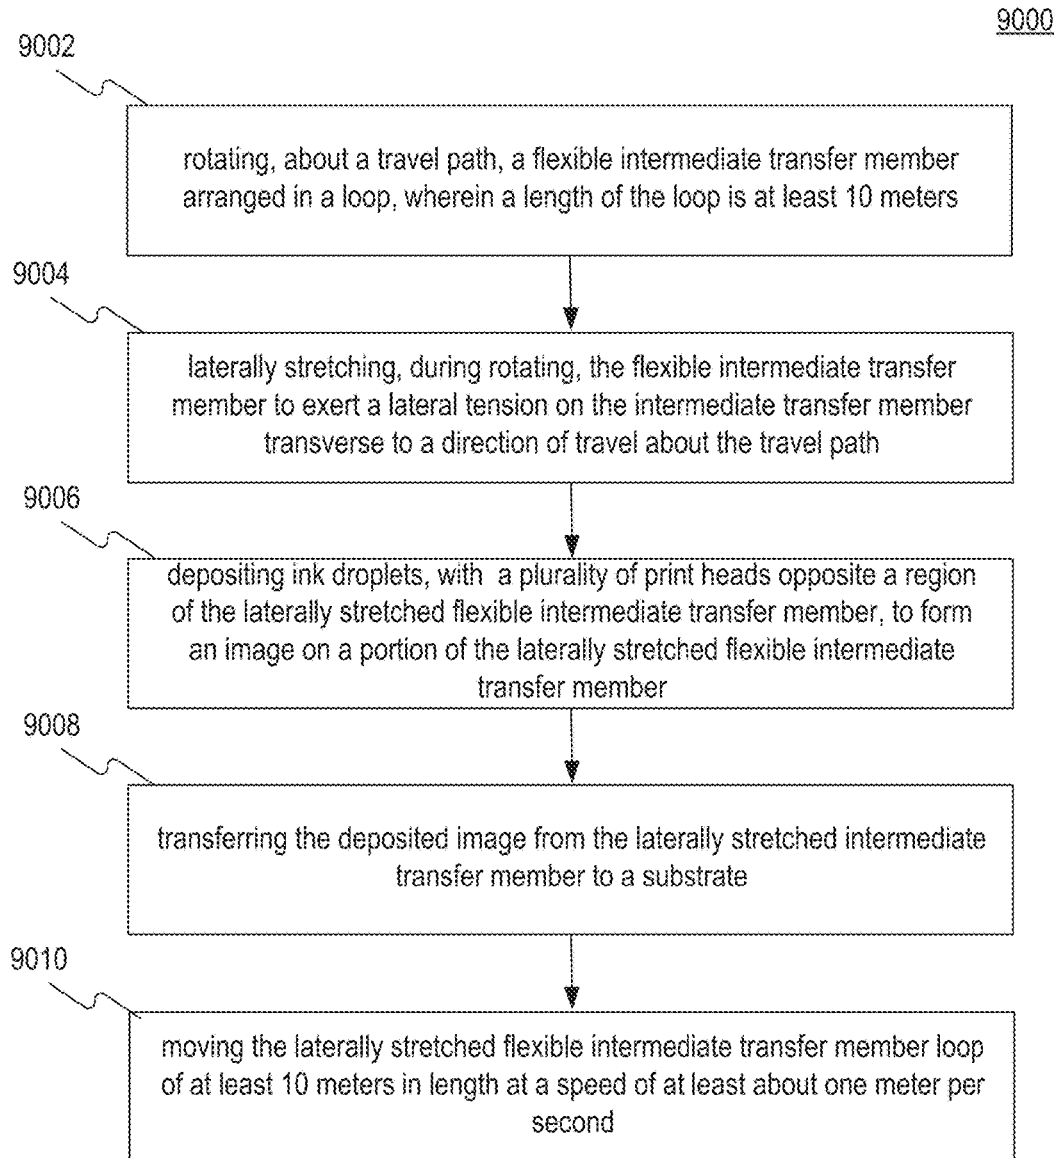 9000
9002
rotating, about a travel path, a flexible intermediate transfer member
arranged in a loop, wherein a length of the loop is at least 10 meters
9004
laterally stretching, during rotating, the flexible intermediate transfer
member to exert a lateral tension on the intermediate transfer member
transverse to a direction of travel about the travel path
9006
depositing ink droplets, with a plurality of print heads opposite a region
of the laterally stretched flexible intermediate transfer member, to form
an image on a portion of the laterally stretched flexible intermediate
transfer member
9008
transferring the deposited image from the laterally stretched intermediate
transfer member to a substrate
9010
moving the laterally stretched flexible intermediate transfer member loop
of at least 10 meters in length at a speed of at least about one meter per
second